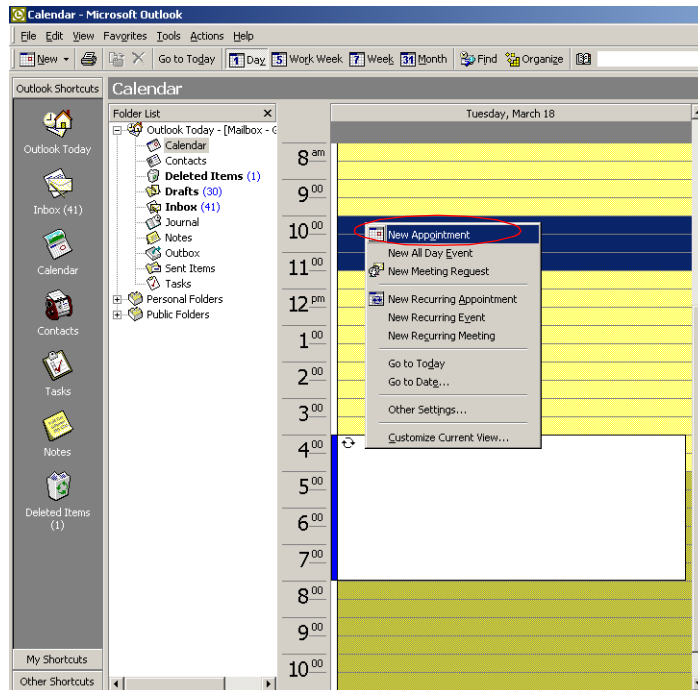 Calendar - Microsoft Outlook
File Edit View Favorites Tools Actions Help
New Go to Today 1 Day 5 Work Week 7 Week 31 Month Find Organize
Outlook Shortcuts
Calendar
Outlook Today
Inbox (41)
Calendar
Contacts
Tasks
Notes
Deleted Items
(1)
My Shortcuts
Other Shortcuts
Folder List
Outlook Today - [Mailbox - G
Calendar
Contacts
Deleted Items (1)
Drafts (30)
Inbox (41)
Journal
Notes
Outbox
Sent Items
Tasks
Personal Folders
Public Folders
Tuesday, March 18
8 am
9 00
10 00
11 00
12 pm
1 00
2 00
3 00
4 00
5 00
6 00
7 00
8 00
9 00
10 00
New Appointment
New All Day Event
New Meeting Request
New Recurring Appointment
New Recurring Event
New Recurring Meeting
Go to Today
Go to Date...
Other Settings...
Customize Current View...